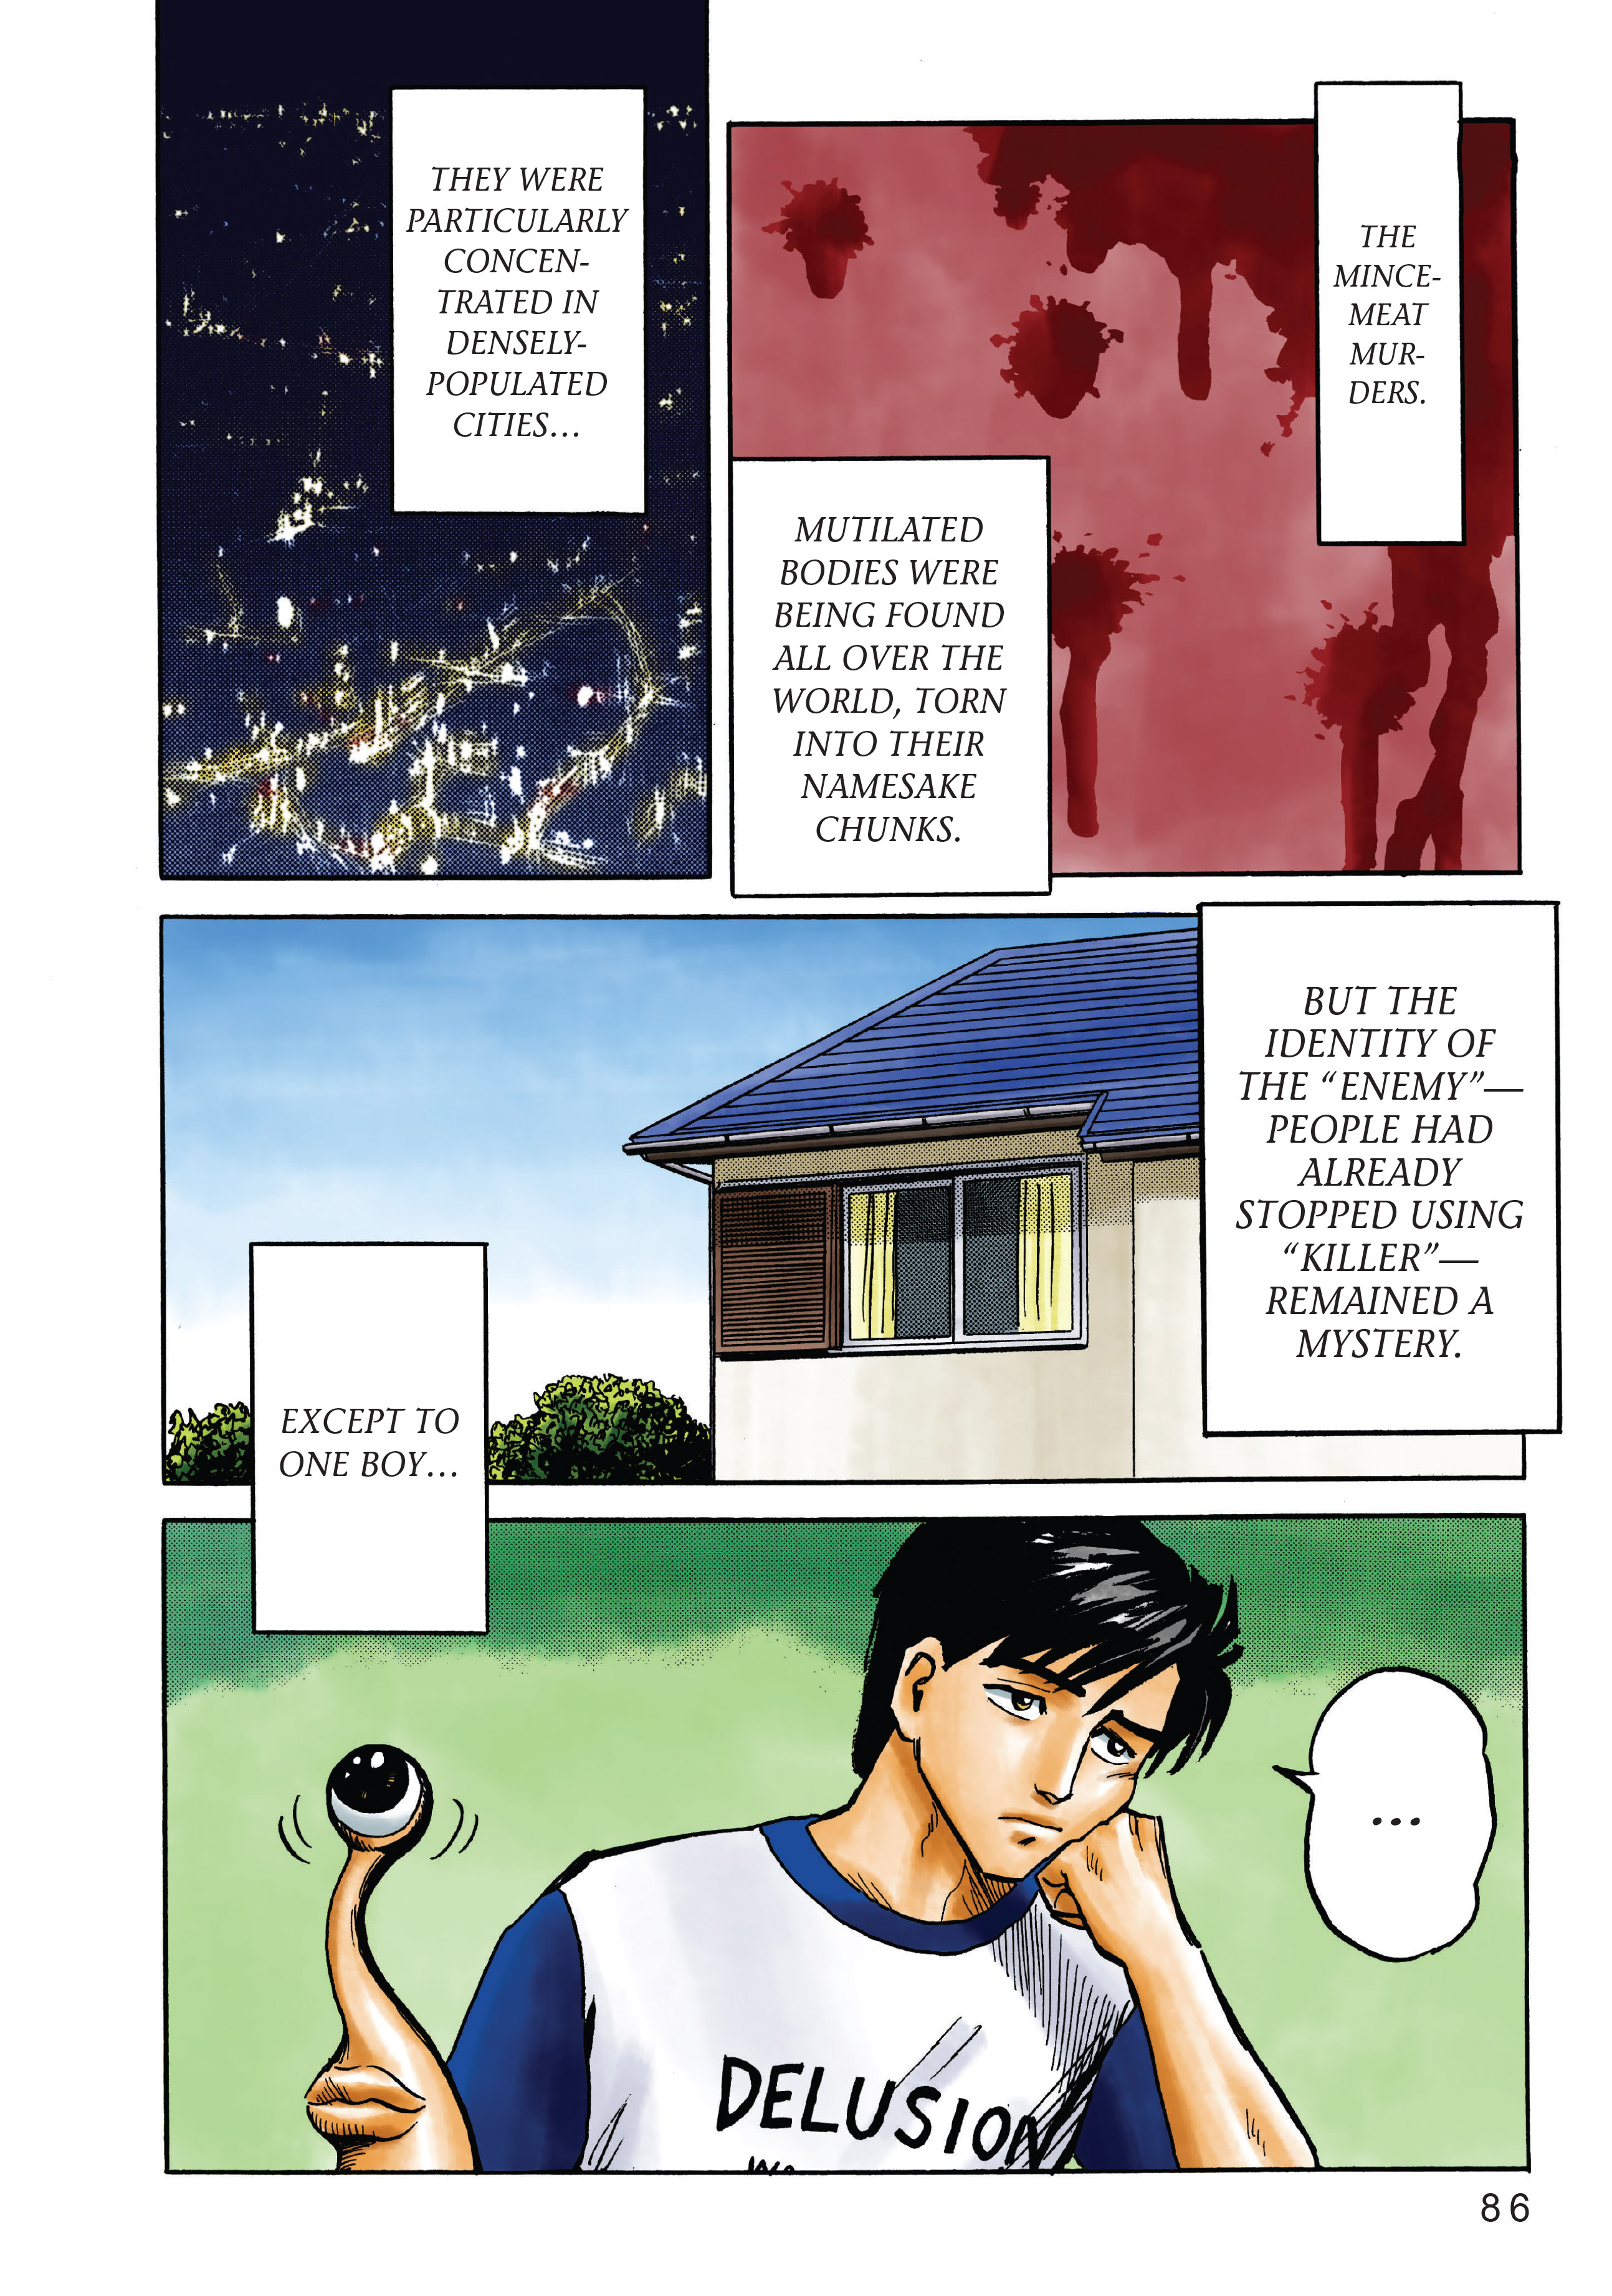 THE
MINCE-
MEAT
MUR-
DERS.
MUTILATED
BODIES WERE
BEING FOUND
ALL OVER THE
WORLD, TORN
INTO THEIR
NAMESAKE
CHUNKS.
THEY WERE
PARTICULARLY
CONCEN-
TRATED IN
DENSELY-
POPULATED
CITIES...
BUT THE
IDENTITY OF
THE “ENEMY”—
PEOPLE HAD
ALREADY
STOPPED USING
“KILLER”—
REMAINED A
MYSTERY.
EXCEPT TO
ONE BOY...
...
DELUSION
86